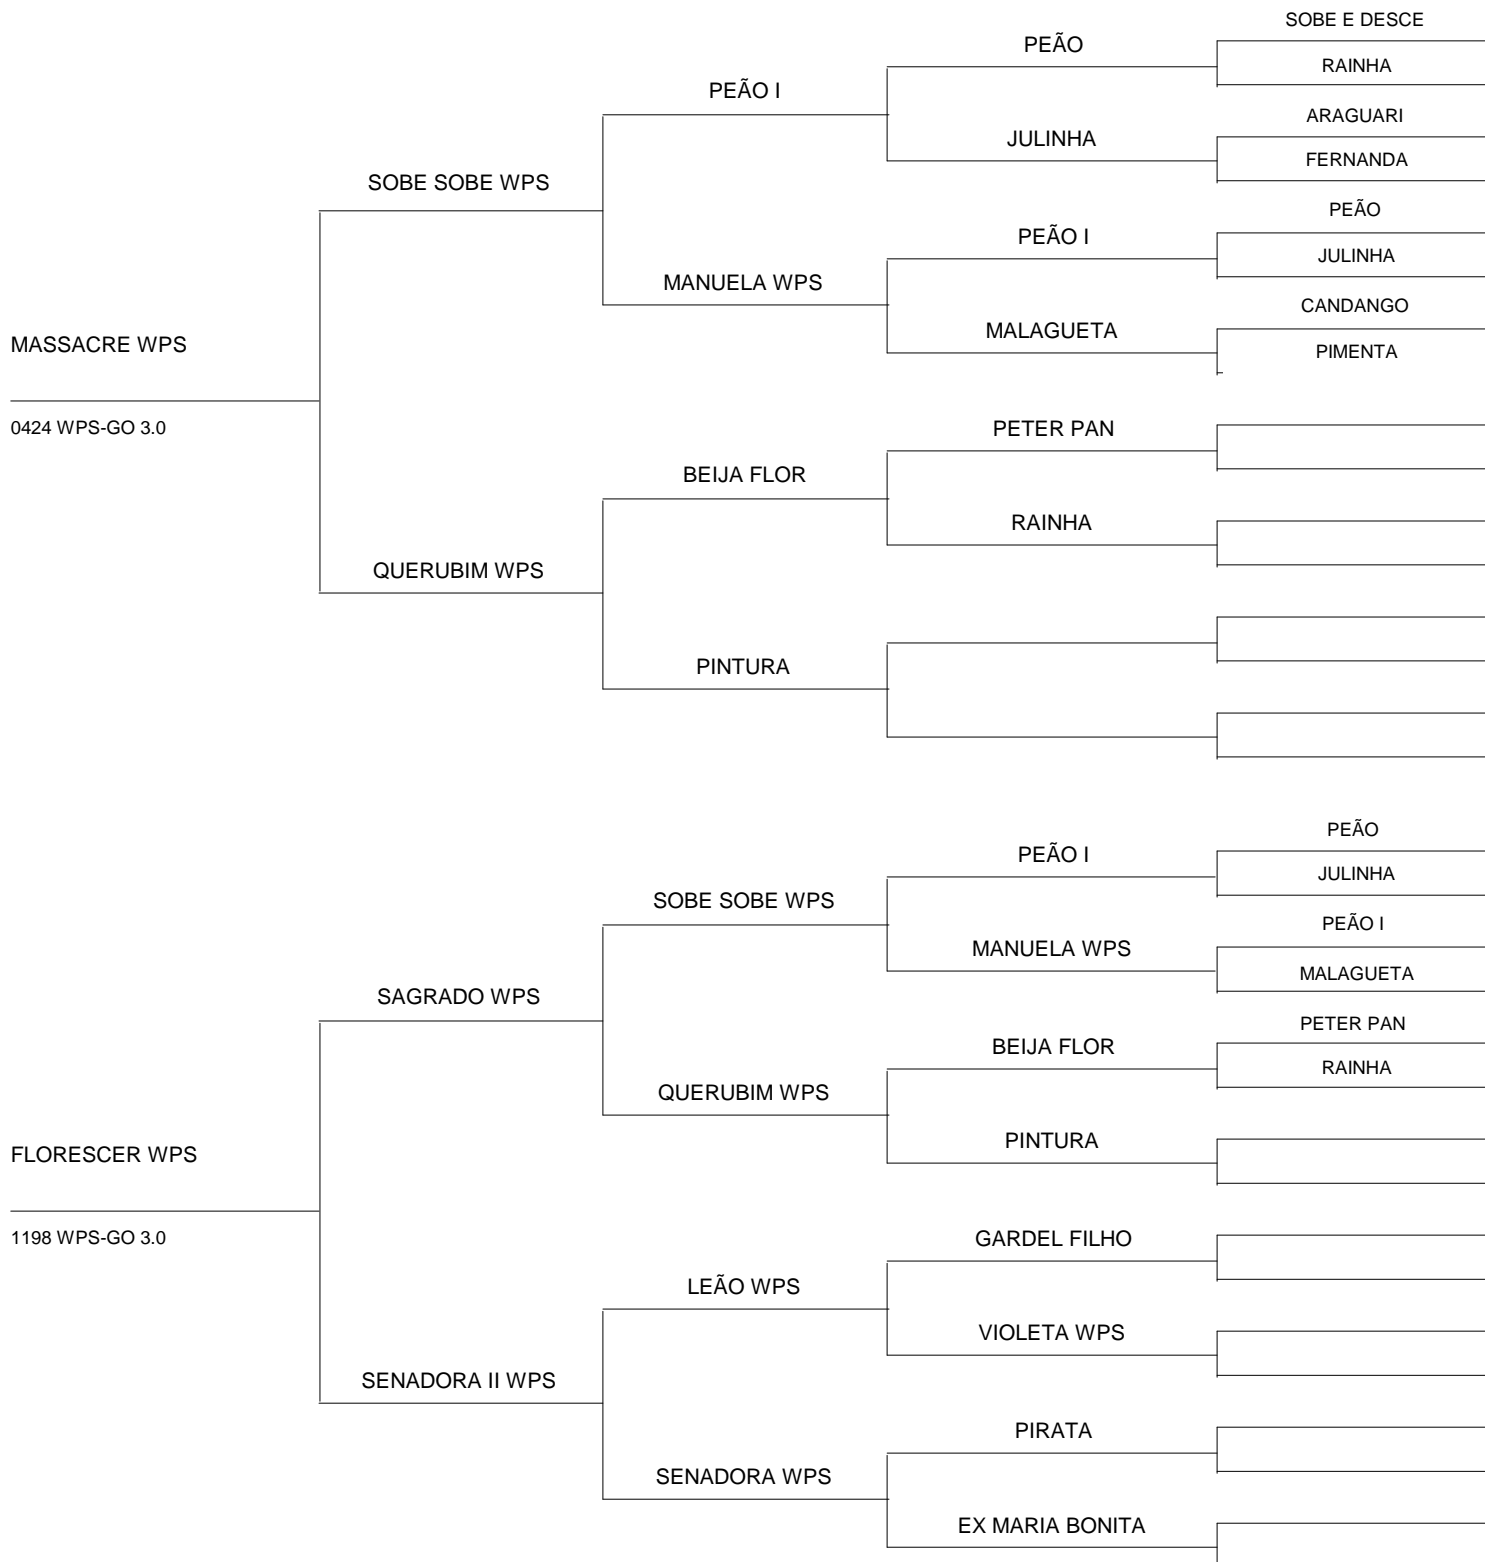 SOBE E DESCE
PEÃO
RAINHA
PEÃO I
ARAGUARI
JULINHA
FERNANDA
SOBE SOBE WPS
PEÃO
PEÃO I
JULINHA
MANUELA WPS
CANDANGO
MALAGUETA
MASSACRE WPS
PIMENTA
0424 WPS-GO 3.0
PETER PAN
BEIJA FLOR
RAINHA
QUERUBIM WPS
PINTURA
PEÃO
PEÃO I
JULINHA
SOBE SOBE WPS
PEÃO I
MANUELA WPS
MALAGUETA
SAGRADO WPS
PETER PAN
BEIJA FLOR
RAINHA
QUERUBIM WPS
PINTURA
FLORESCER WPS
1198 WPS-GO 3.0
GARDEL FILHO
LEÃO WPS
VIOLETA WPS
SENADORA II WPS
PIRATA
SENADORA WPS
EX MARIA BONITA